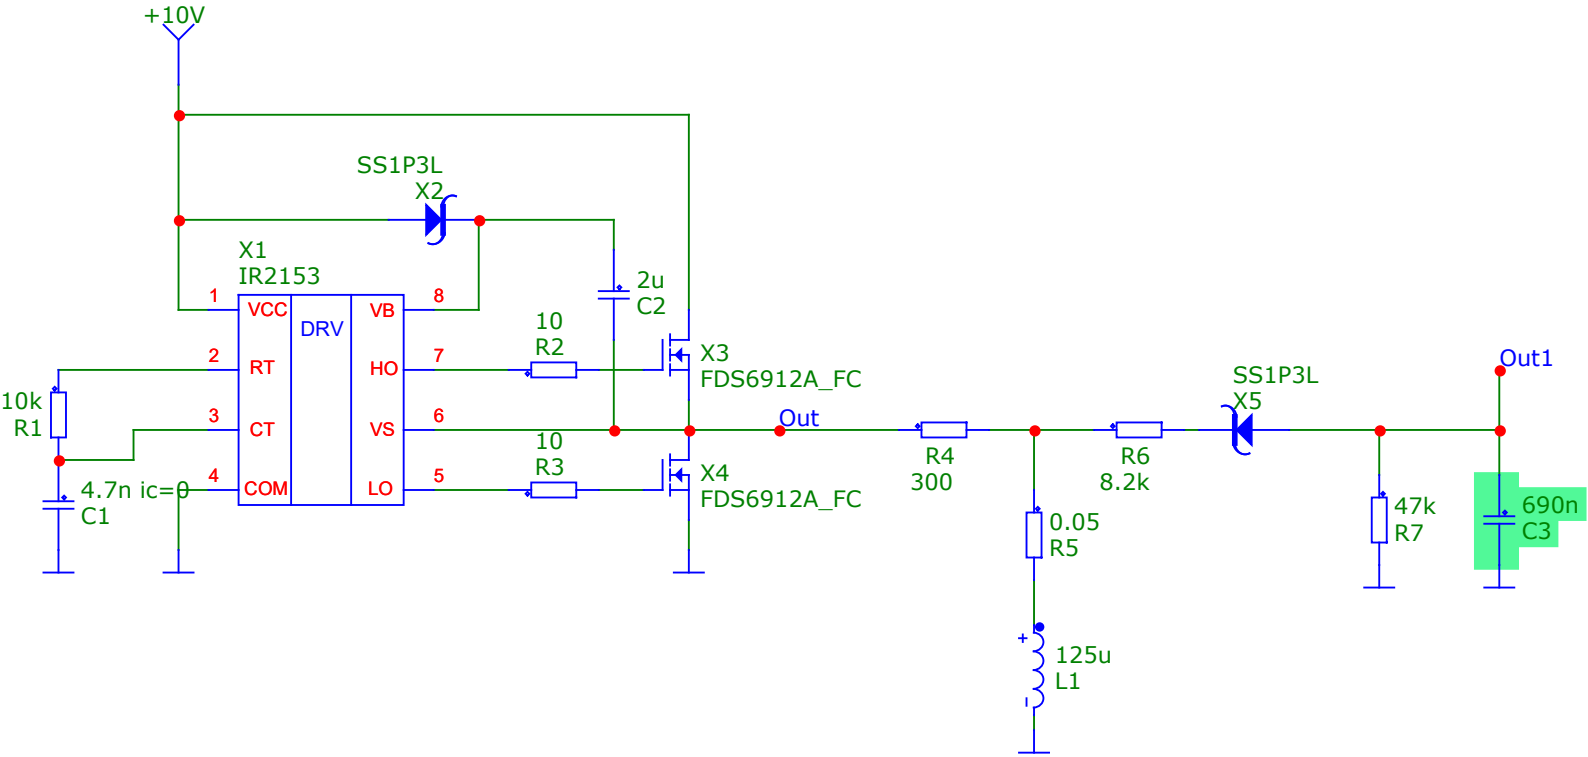 +10V
SS1P3L
X2
X1
IR2153
1
VCC
2
RT
3
CT
4
COM
DRV
8
VB
7
HO
6
VS
5
LO
2u
C2
10
R2
10
R3
X3
FDS6912A_FC
X4
FDS6912A_FC
10k
R1
4.7n ic=0
C1
Out
R4
300
R6
8.2k
SS1P3L
X5
Out1
0.05
R5
+
125u
L1
-
47k
R7
690n
C3